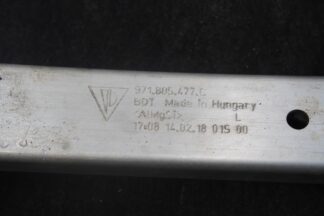 971.805.477.C
BDT Made in Hungary
>AlMgSi< L
17:08 14.02.18 015 00